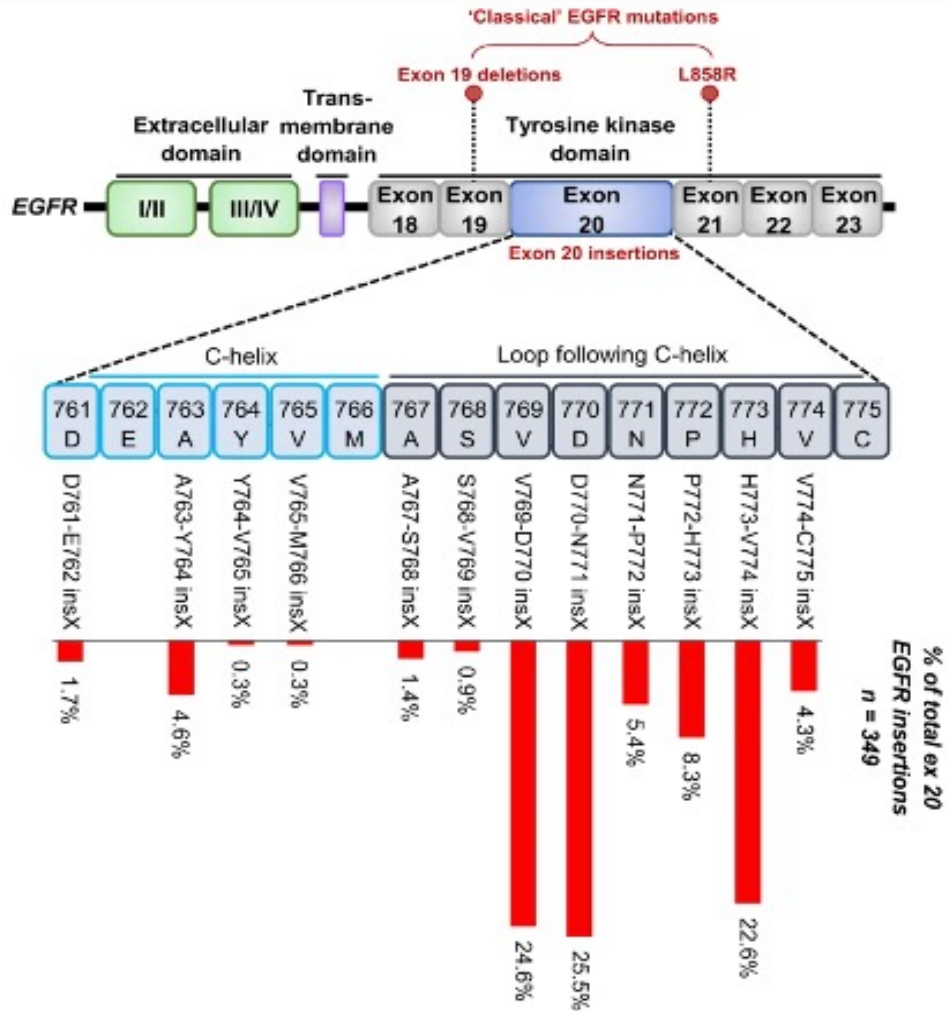 'Classical' EGFR mutations
Exon 19 deletions
L858R
Extracellular domain
Trans-membrane domain
Tyrosine kinase domain
EGFR
I/II
III/IV
Exon 18
Exon 19
Exon 20
Exon 21
Exon 22
Exon 23
Exon 20 insertions
C-helix
Loop following C-helix
761 D
762 E
763 A
764 Y
765 V
766 M
767 A
768 S
769 V
770 D
771 N
772 P
773 H
774 V
775 C
D761-E762 insX
A763-Y764 insX
Y764-V765 insX
V765-M766 insX
A767-S768 insX
S768-V769 insX
V769-D770 insX
D770-N771 insX
N771-P772 insX
P772-H773 insX
H773-V774 insX
V774-C775 insX
1.7%
4.6%
0.3%
0.3%
1.4%
0.9%
24.6%
25.5%
5.4%
8.3%
22.6%
4.3%
% of total ex 20
EGFR insertions
n = 349